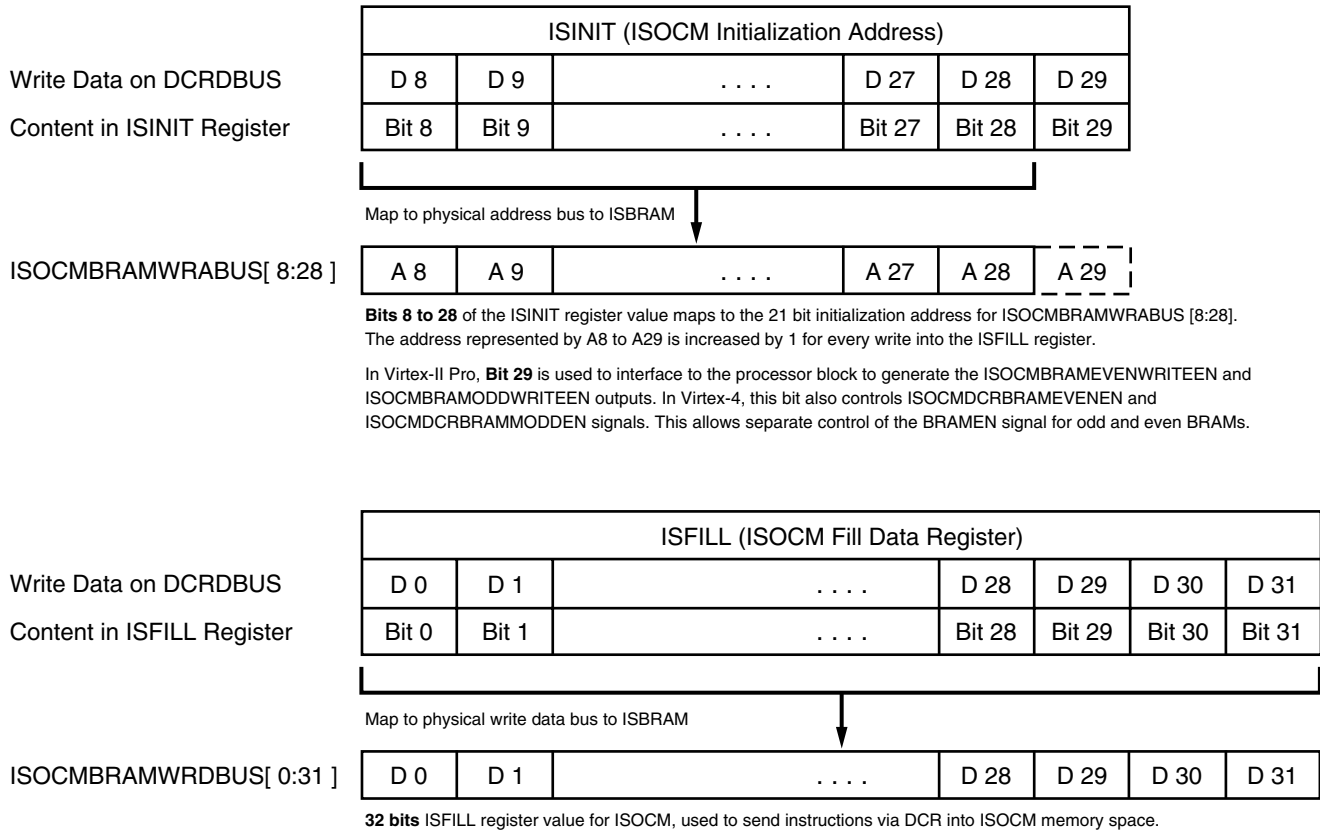 ISINIT (ISOCM Initialization Address)
Write Data on DCRDBUS D 8 D 9 . . . . D 27 D 28 D 29
Content in ISINIT Register Bit 8 Bit 9 . . . . Bit 27 Bit 28 Bit 29
Map to physical address bus to ISBRAM
ISOCMBRAMWRABUS[ 8:28 ] A 8 A 9 . . . . A 27 A 28 A 29
Bits 8 to 28 of the ISINIT register value maps to the 21 bit initialization address for ISOCMBRAMWRABUS [8:28].
The address represented by A8 to A29 is increased by 1 for every write into the ISFILL register.
In Virtex-II Pro, Bit 29 is used to interface to the processor block to generate the ISOCMBRAMEVENWRITEEN and
ISOCMBRAMODDWRITEEN outputs. In Virtex-4, this bit also controls ISOCMDCRBRAMEVENEN and
ISOCMDCRBRAMMODDEN signals. This allows separate control of the BRAMEN signal for odd and even BRAMs.
ISFILL (ISOCM Fill Data Register)
Write Data on DCRDBUS D 0 D 1 . . . . D 28 D 29 D 30 D 31
Content in ISFILL Register Bit 0 Bit 1 . . . . Bit 28 Bit 29 Bit 30 Bit 31
Map to physical write data bus to ISBRAM
ISOCMBRAMWRDBUS[ 0:31 ] D 0 D 1 . . . . D 28 D 29 D 30 D 31
32 bits ISFILL register value for ISOCM, used to send instructions via DCR into ISOCM memory space.